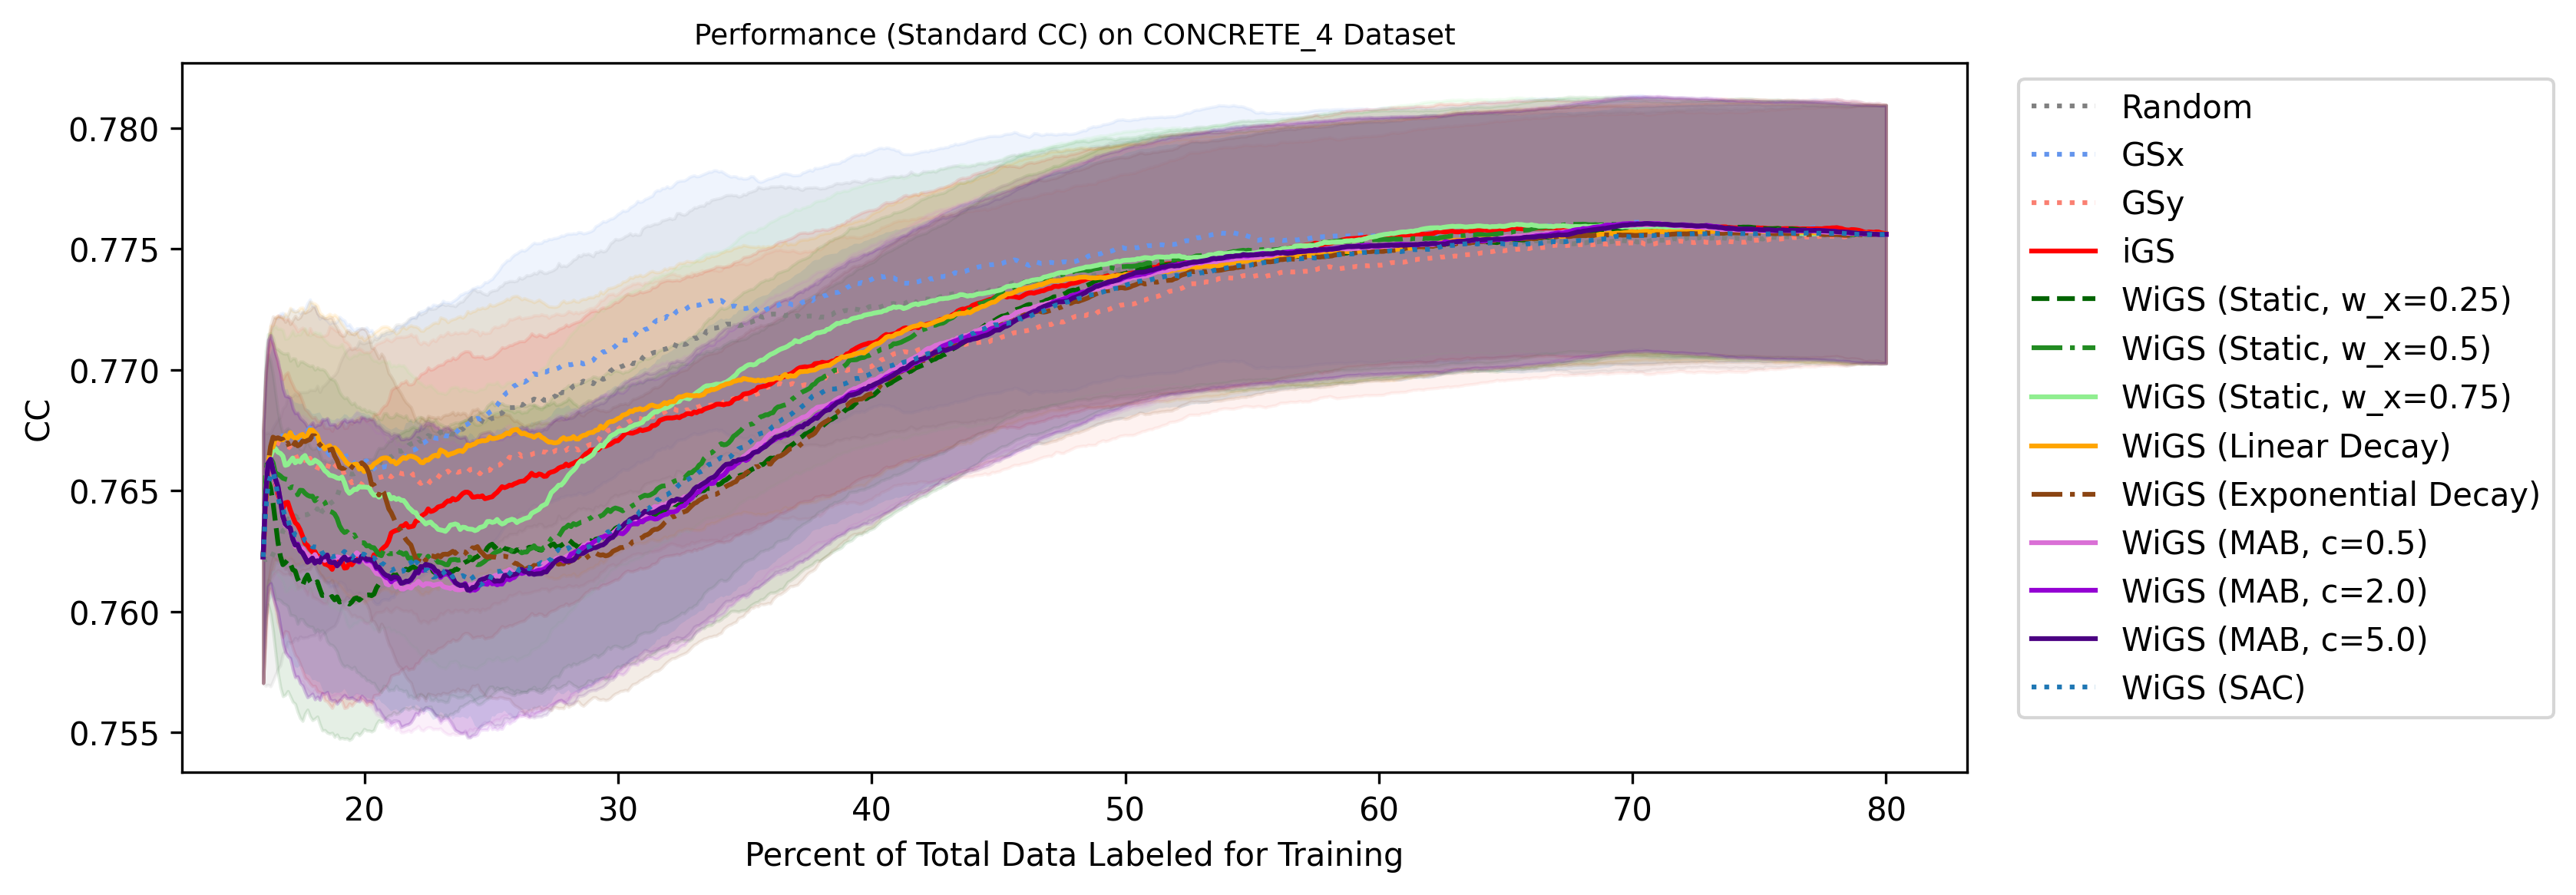 Performance (Standard CC) on CONCRETE_4 Dataset
CC
0.780
0.775
0.770
0.765
0.760
0.755
20 30 40 50 60 70 80
Percent of Total Data Labeled for Training
Random
GSx
GSy
iGS
WiGS (Static, w_x=0.25)
WiGS (Static, w_x=0.5)
WiGS (Static, w_x=0.75)
WiGS (Linear Decay)
WiGS (Exponential Decay)
WiGS (MAB, c=0.5)
WiGS (MAB, c=2.0)
WiGS (MAB, c=5.0)
WiGS (SAC)